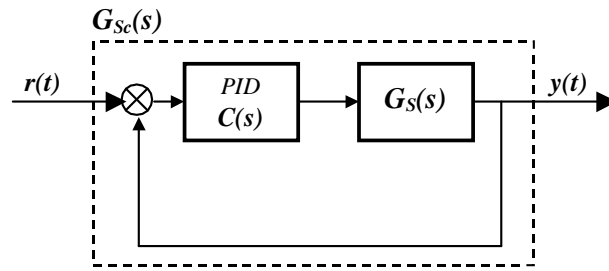 G_Sc(s)
r(t)
PID
C(s)
G_S(s)
y(t)